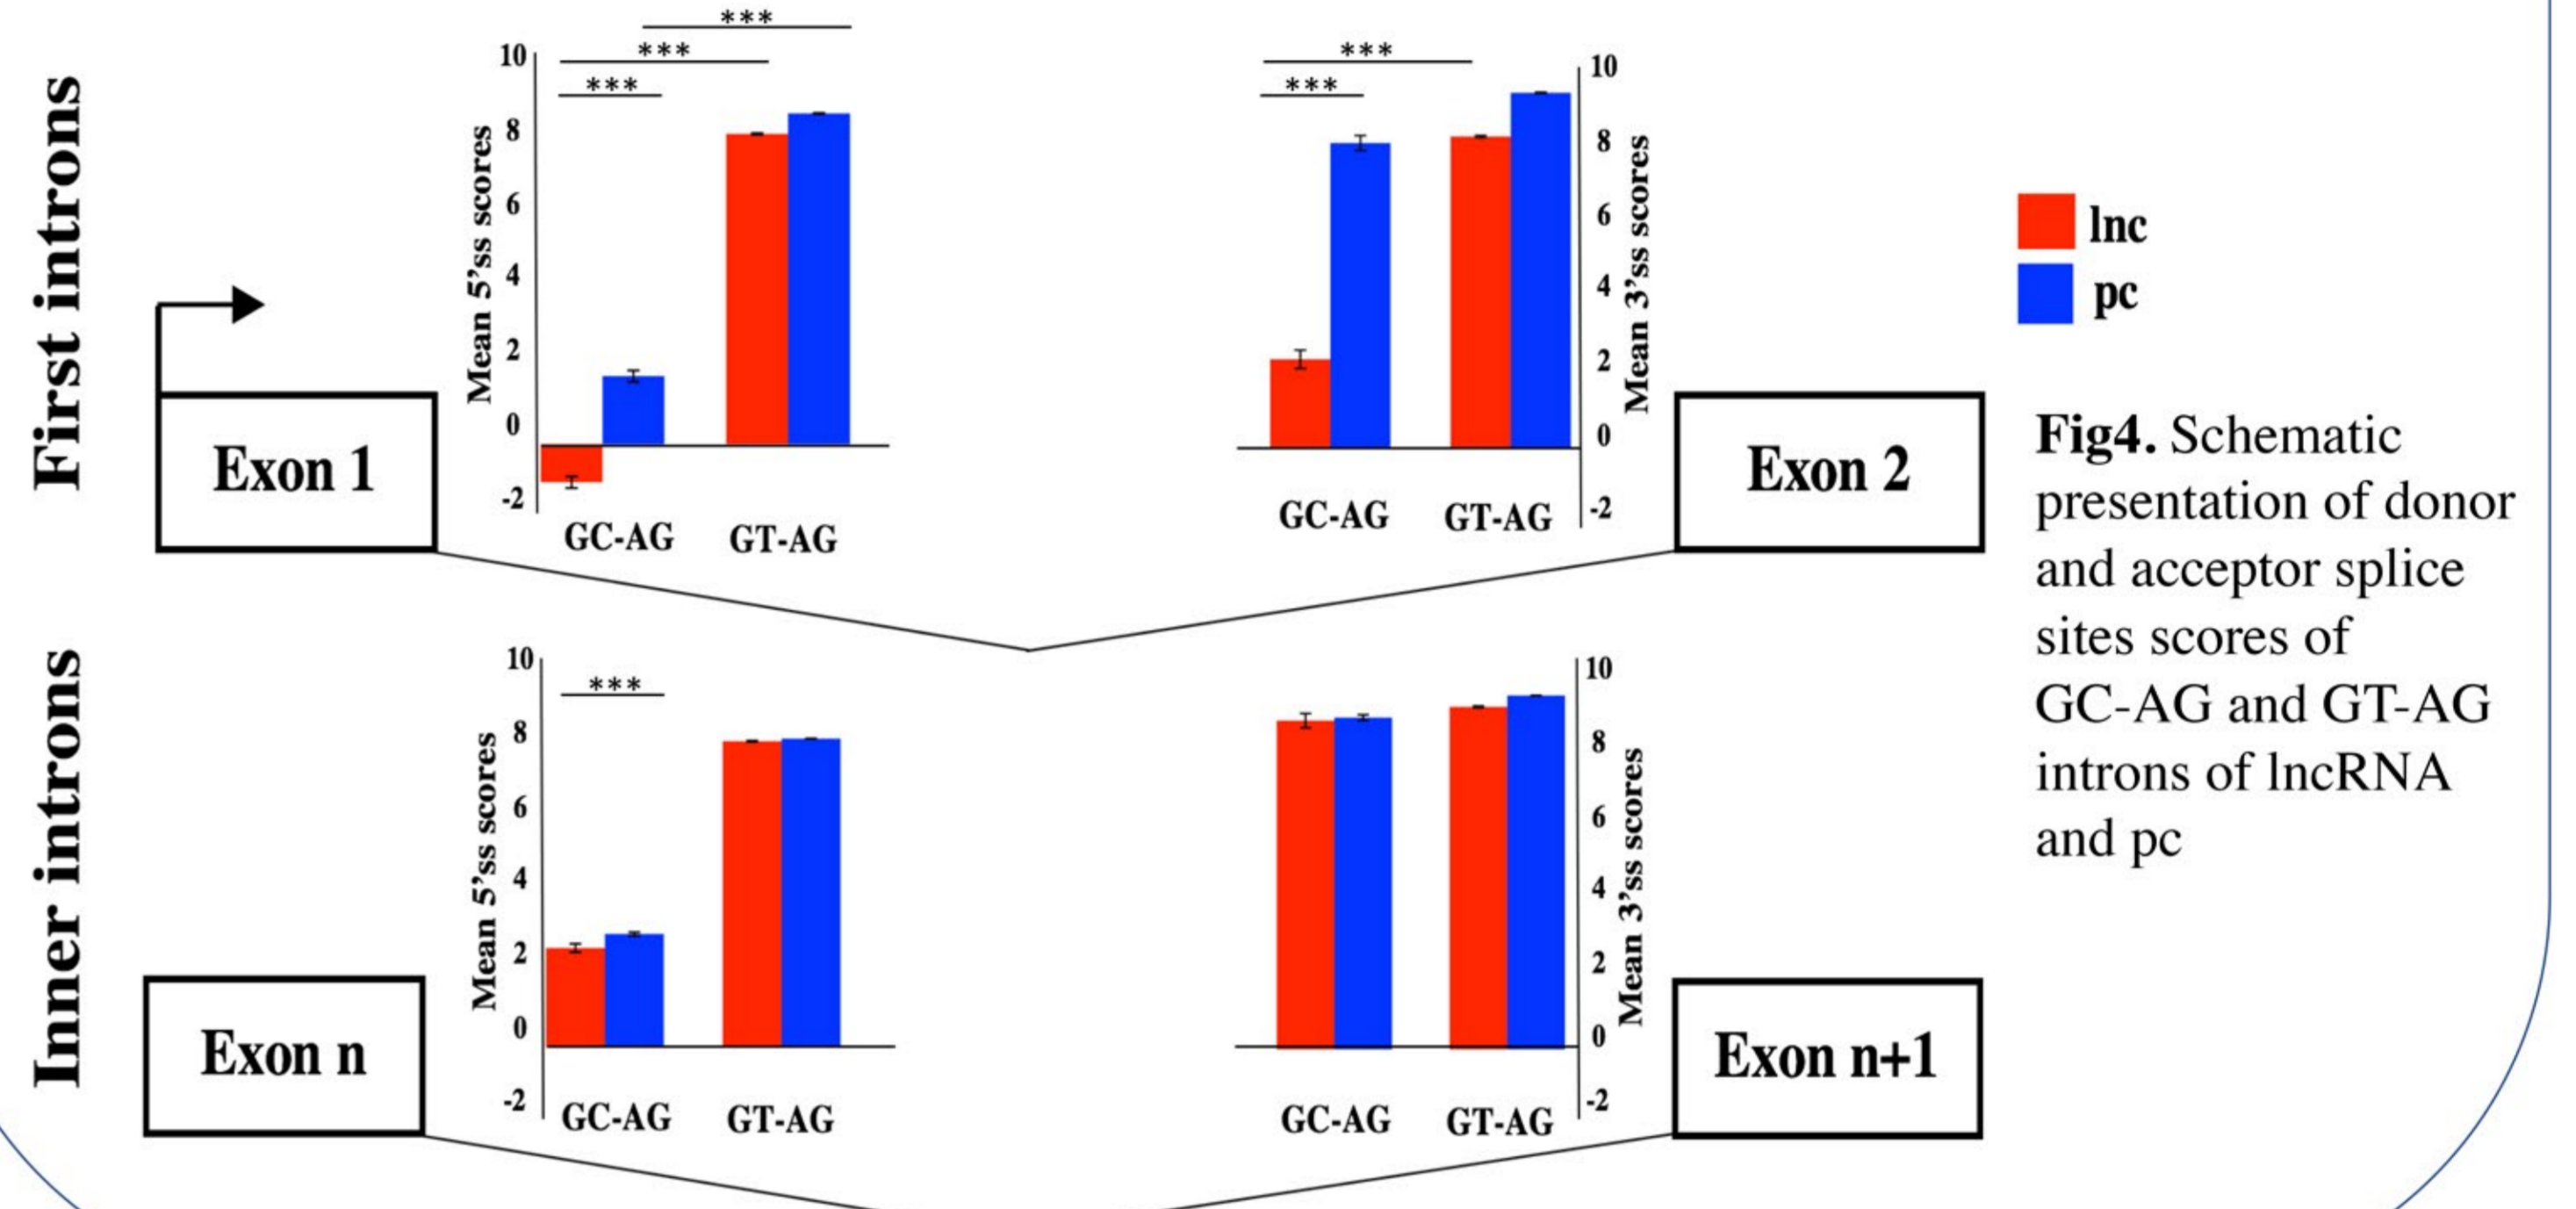 First introns
***
***
***
10
8
6
4
2
0
-2
Mean 5'ss scores
GC-AG GT-AG
Exon 1
***
***
10
8
6
4
2
0
-2
Mean 3'ss scores
GC-AG GT-AG
Exon 2
lnc
pc
Fig4. Schematic
presentation of donor
and acceptor splice
sites scores of
GC-AG and GT-AG
introns of lncRNA
and pc
Inner introns
***
10
8
6
4
2
0
-2
Mean 5'ss scores
GC-AG GT-AG
Exon n
10
8
6
4
2
0
-2
Mean 3'ss scores
GC-AG GT-AG
Exon n+1